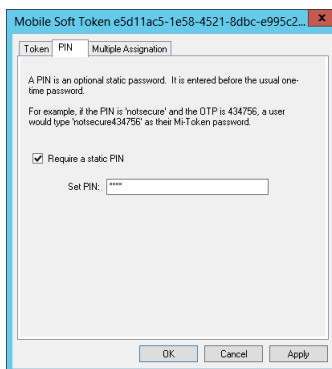 Mobile Soft Token e5d11ac5-1e58-4521-8dbc-e995c2...
x
Token PIN Multiple Assignation
A PIN is an optional static password. It is entered before the usual one-
time password.
For example, if the PIN is 'notsecure' and the OTP is 434756, a user
would type 'notsecure434756' as their Mi-Token password.
Require a static PIN
Set PIN: ****
OK Cancel Apply